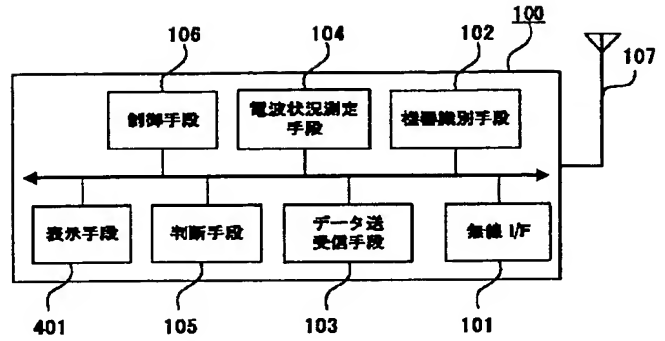 106
104
102
100
107
制御手段
電波状況測定
手段
機器識別手段
表示手段
判断手段
データ送
受信手段
無線 I/F
401
105
103
101